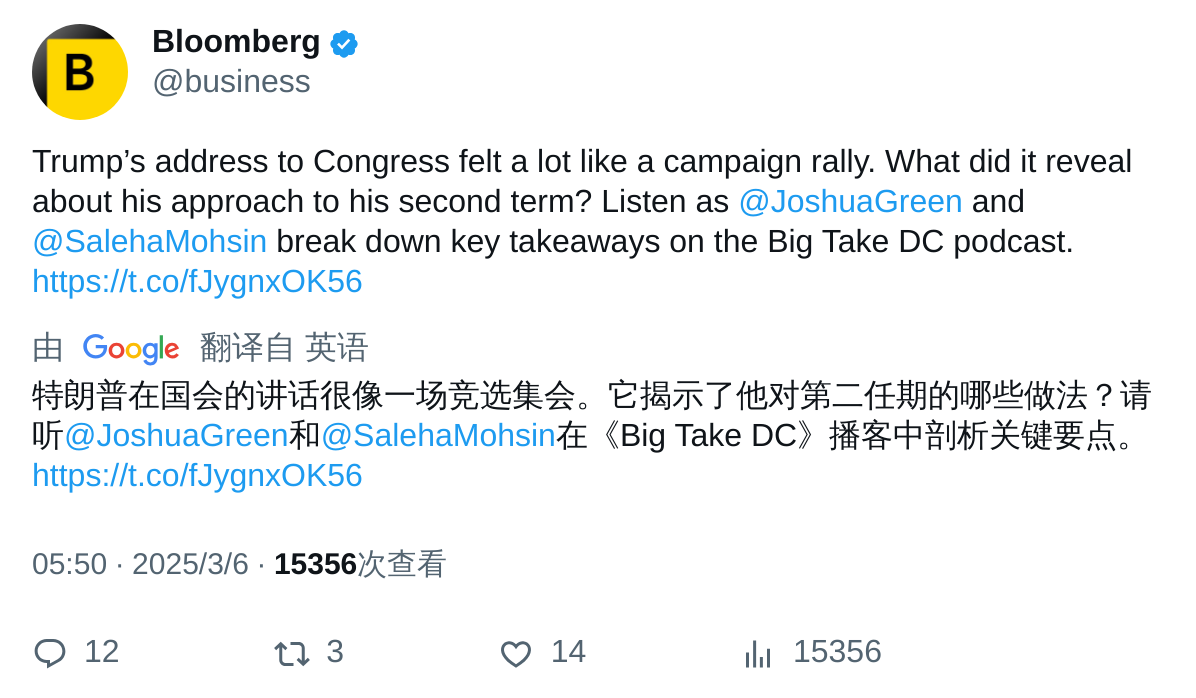 B
Bloomberg
@business
Trump’s address to Congress felt a lot like a campaign rally. What did it reveal
about his approach to his second term? Listen as @JoshuaGreen and
@SalehaMohsin break down key takeaways on the Big Take DC podcast.
https://t.co/fJygnxOK56
由 Google 翻译自 英语
特朗普在国会的讲话很像一场竞选集会。它揭示了他对第二任期的哪些做法？请
听@JoshuaGreen和@SalehaMohsin在《Big Take DC》播客中剖析关键要点。
https://t.co/fJygnxOK56
05:50 · 2025/3/6 · 15356次查看
12 3 14 15356